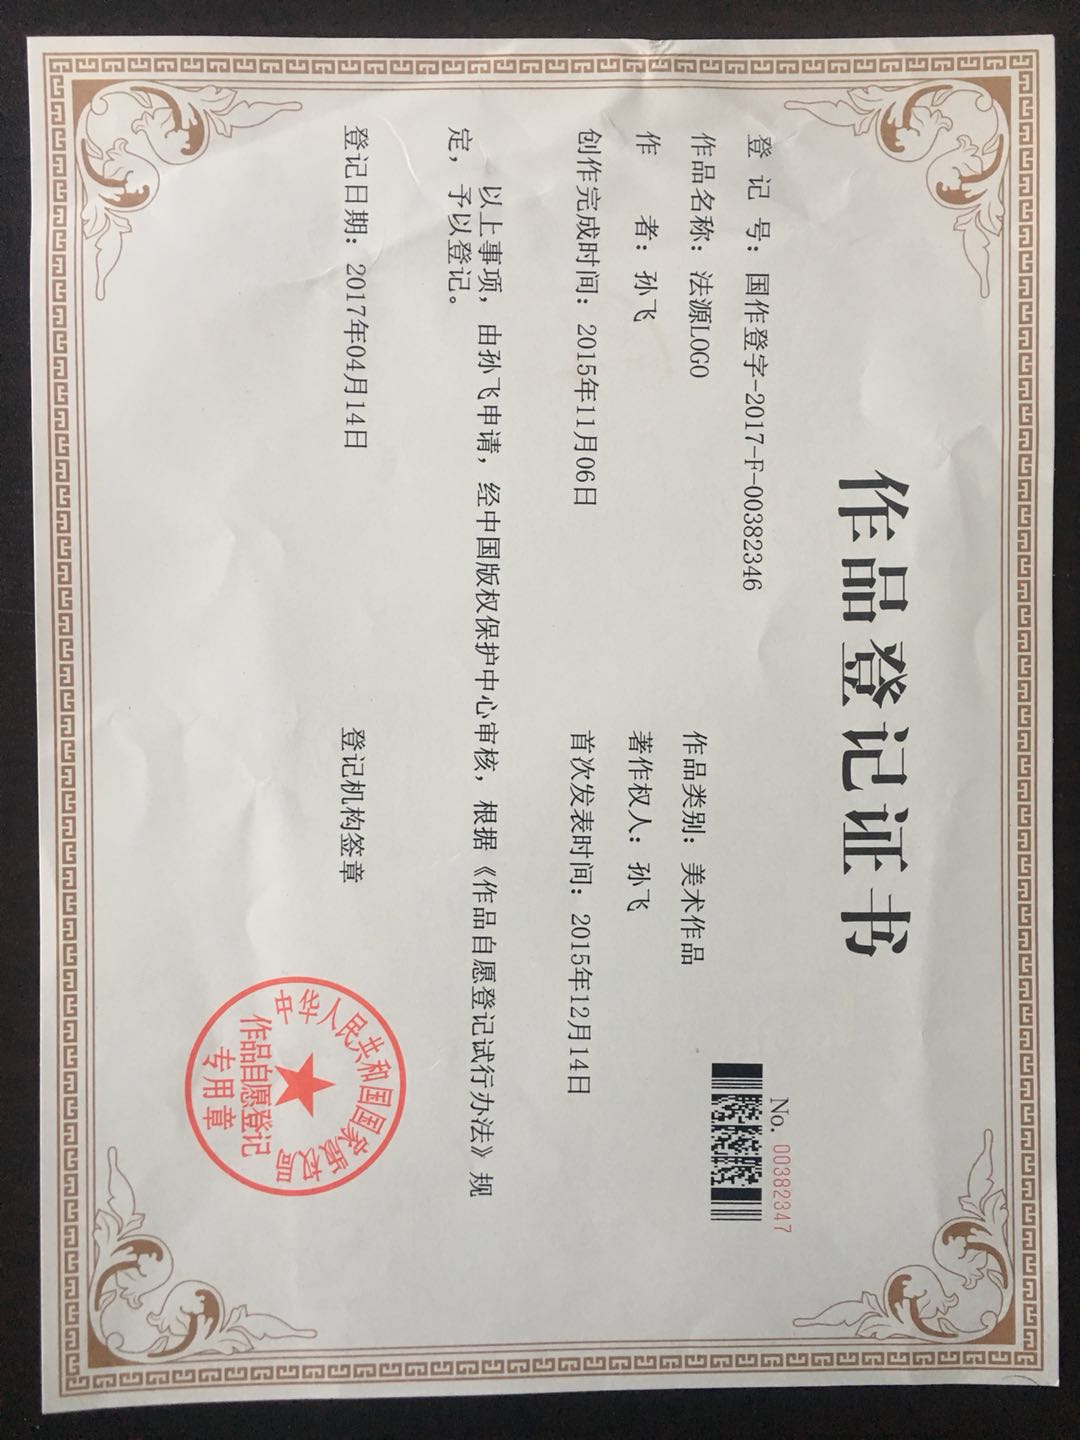 作品登记证书
No. 00382347
登 记 号：国作登字-2017-F-00382346
作品名称：法源LOGO
作品类别：美术作品
作 者：孙飞
著作权人：孙飞
创作完成时间：2015年11月06日
首次发表时间：2015年12月14日
以上事项，由孙飞申请，经中国版权保护中心审核，根据《作品自愿登记试行办法》规
定，予以登记。
登记日期：2017年04月14日
登记机构签章
中华人民共和国国家版权局
作品自愿登记
专用章